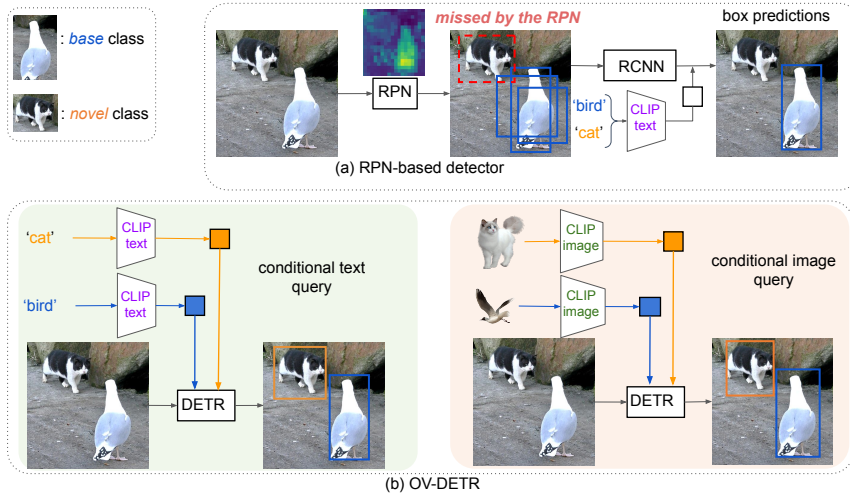 : base class
: novel class
missed by the RPN
box predictions
RPN
RCNN
'bird'
'cat'
CLIP
text
(a) RPN-based detector
'cat'
CLIP
text
conditional text
query
'bird'
CLIP
text
DETR
CLIP
image
conditional image
query
CLIP
image
DETR
(b) OV-DETR